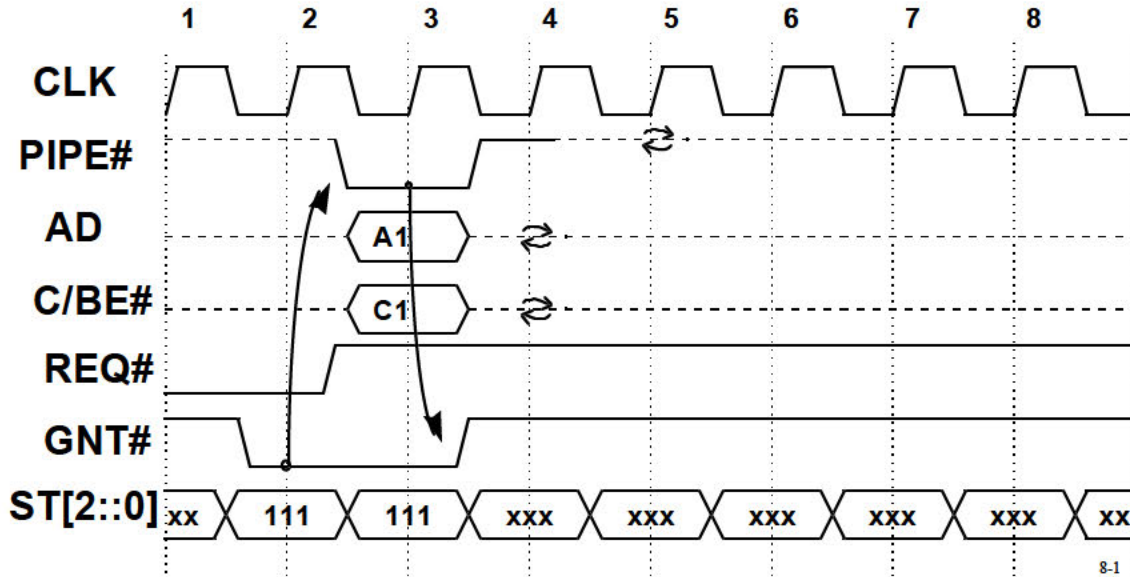 1 2 3 4 5 6 7 8
CLK
PIPE#
AD A1
C/BE# C1
REQ#
GNT#
ST[2::0] xx 111 111 xxx xxx xxx xxx xxx xx
8-1